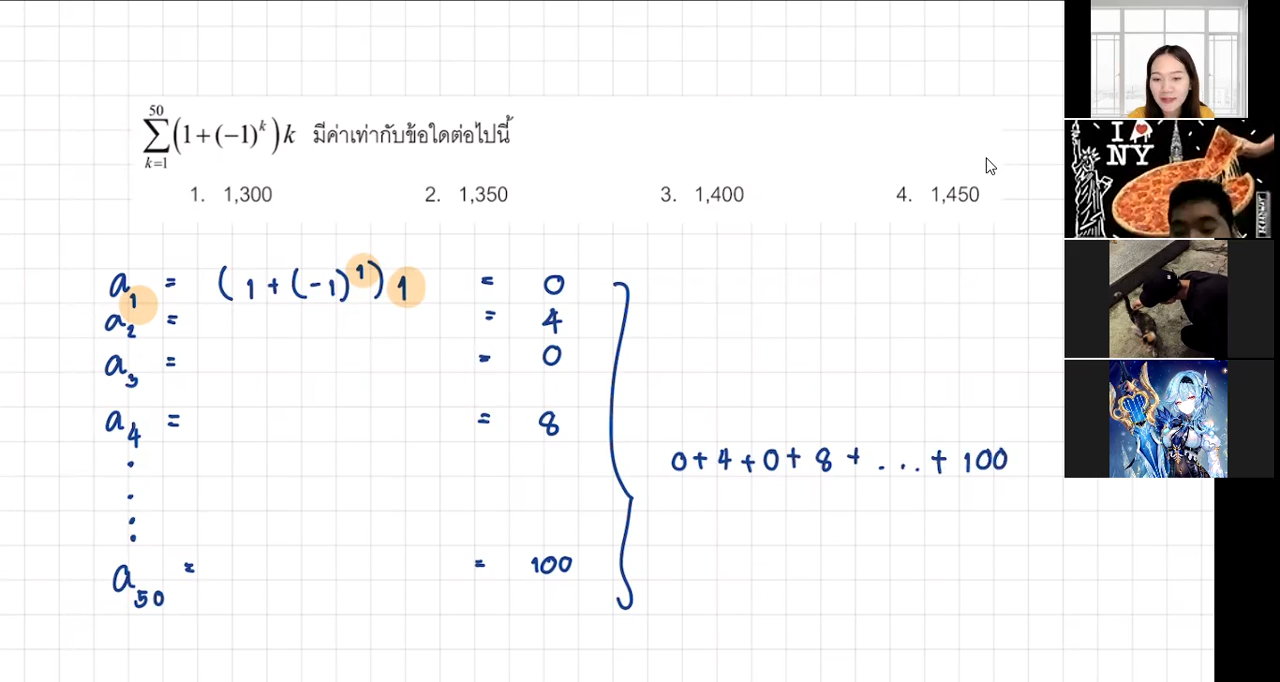 50
∑ (1+(−1)^k)k มีค่าเท่ากับข้อใดต่อไปนี้
k=1
1. 1,300 2. 1,350 3. 1,400 4. 1,450
a₁ = (1+(-1)¹)1 = 0
a₂ = = 4
a₃ = = 0
a₄ = = 8
0+4+0+8+...+100
a₅₀ = = 100
I ❤ NY